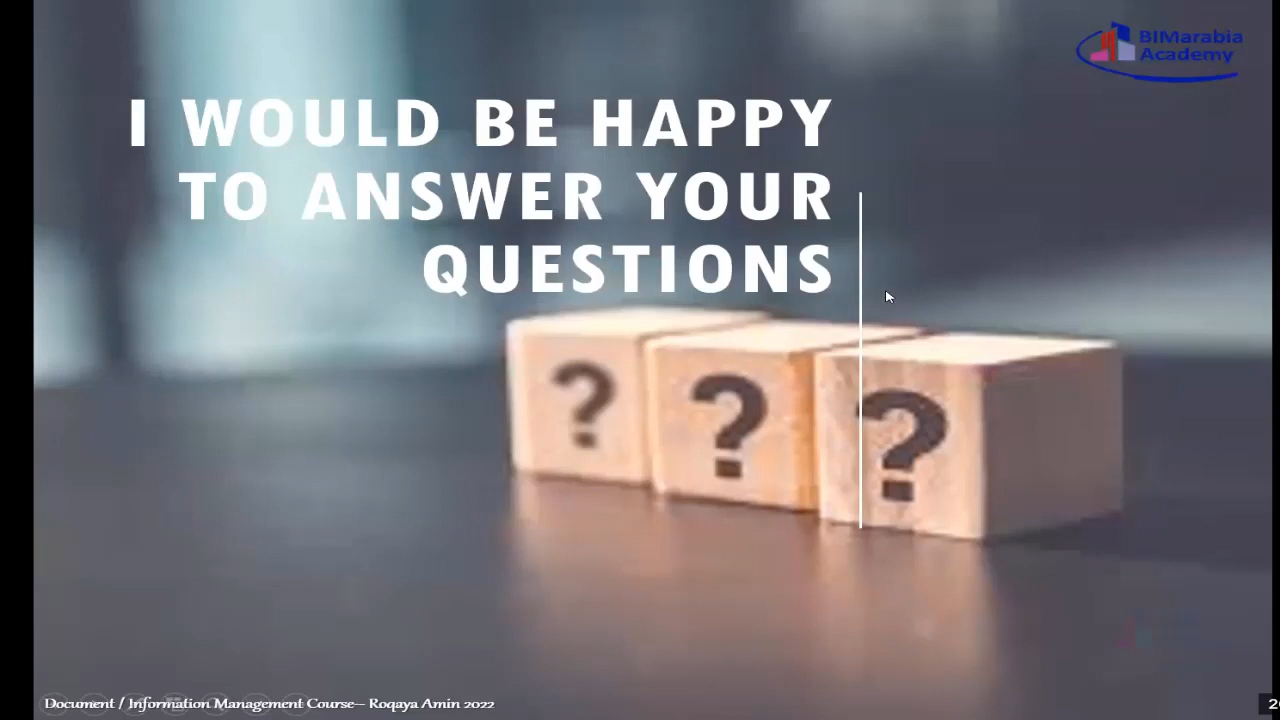 BIMarabia
Academy
I WOULD BE HAPPY
TO ANSWER YOUR
QUESTIONS
? ? ?
Document / Information Management Course– Roqaya Amin 2022